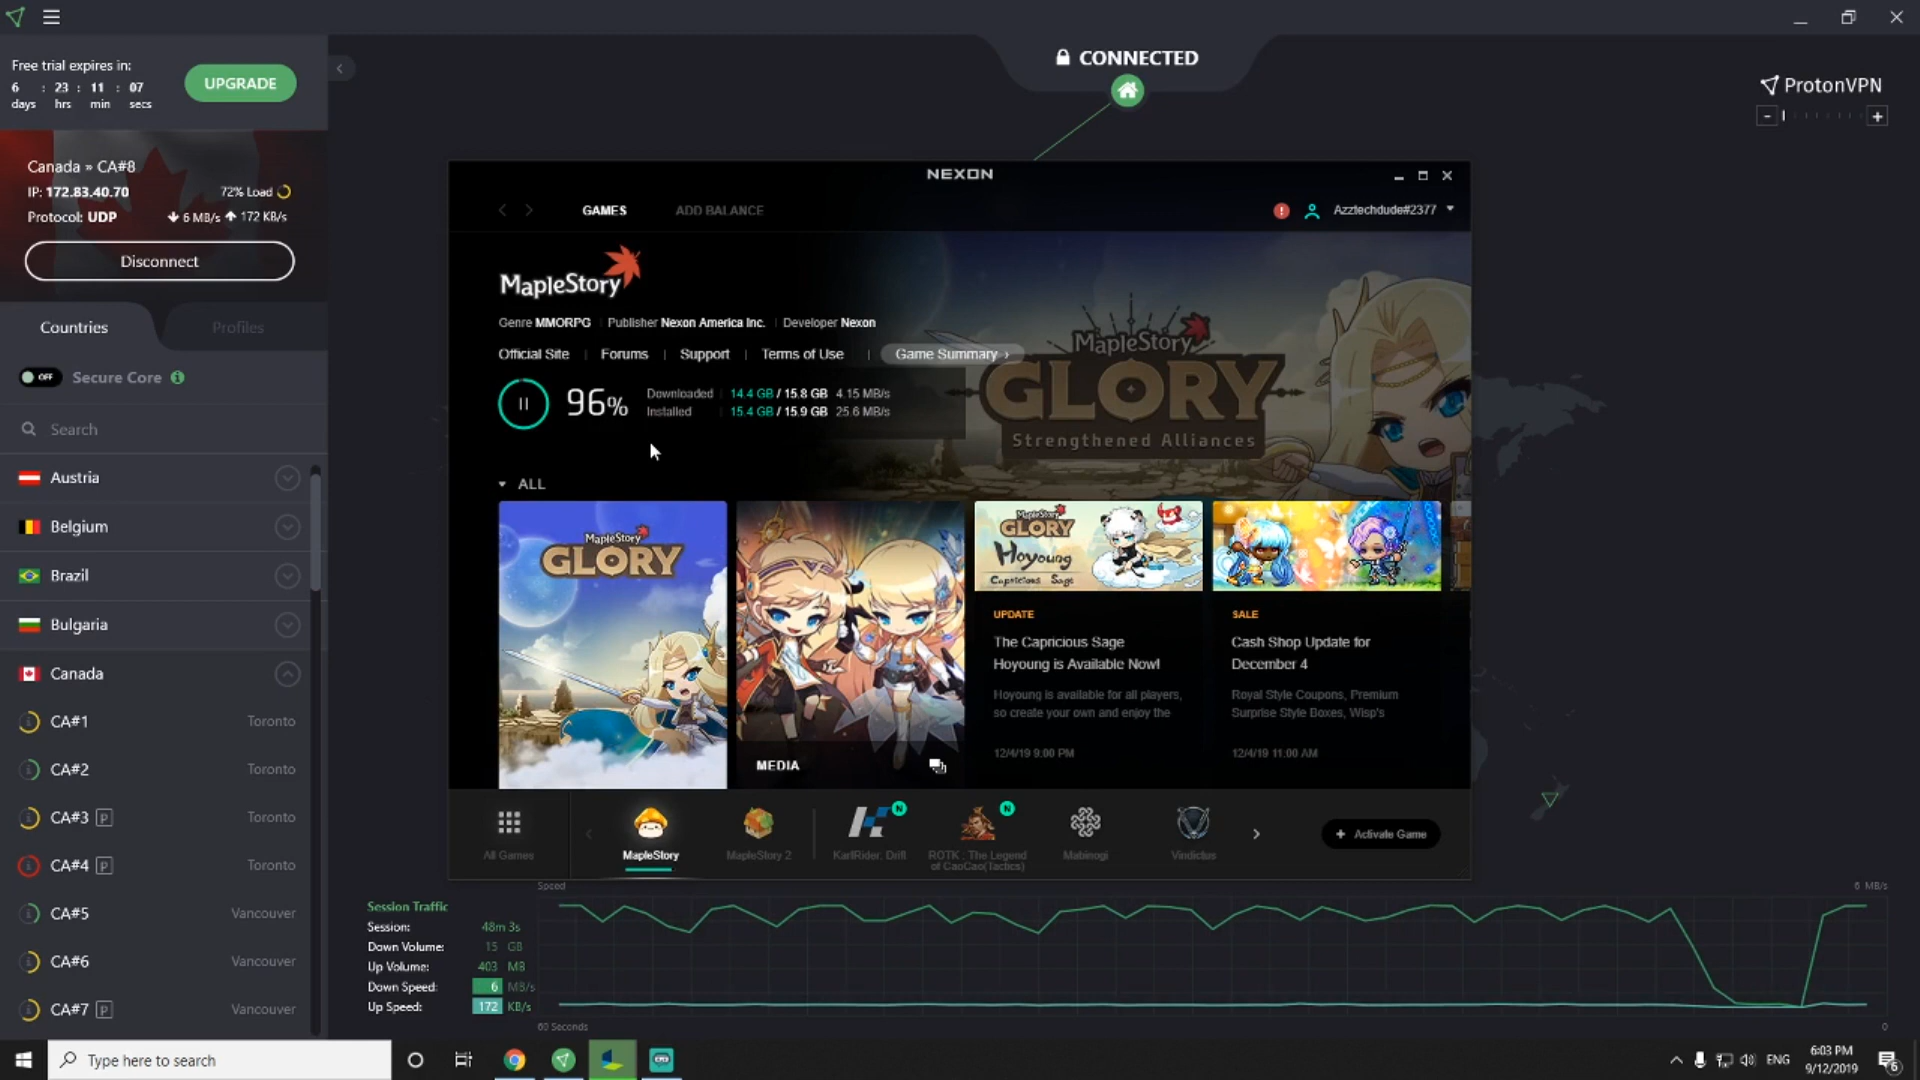 Free trial expires in:
6 : 23 : 11 : 07
days hrs min secs
UPGRADE
Canada » CA#8
IP: 172.83.40.70 72% Load
Protocol: UDP 6 MB/s 172 KB/s
Disconnect
Countries Profiles
OFF Secure Core
Search
Austria
Belgium
Brazil
Bulgaria
Canada
CA#1 Toronto
CA#2 Toronto
CA#3 P Toronto
CA#4 P Toronto
CA#5 Vancouver
CA#6 Vancouver
CA#7 P Vancouver
CONNECTED
ProtonVPN
NEXON
GAMES ADD BALANCE
Azztechdude#2377
MapleStory
Genre MMORPG Publisher Nexon America Inc. Developer Nexon
Official Site | Forums | Support | Terms of Use | Game Summary ›
96%
Downloaded 14.4 GB / 15.8 GB 4.15 MB/s
Installed 15.4 GB / 15.9 GB 25.6 MB/s
MapleStory
GLORY
Strengthened Alliances
ALL
MapleStory
GLORY
MEDIA
MapleStory
GLORY
Hoyoung
Capricious Sage
UPDATE
The Capricious Sage
Hoyoung is Available Now!
Hoyoung is available for all players,
so create your own and enjoy the
12/4/19 9:00 PM
SALE
Cash Shop Update for
December 4
Royal Style Coupons, Premium
Surprise Style Boxes, Wisp's
12/4/19 11:00 AM
All Games
MapleStory
MapleStory 2
N
KartRider: Drift
N
ROTK : The Legend
of CaoCao(Tactics)
Mabinogi
Vindictus
+ Activate Game
Speed 6 MB/s
Session Traffic
Session: 48m 3s
Down Volume: 15 GB
Up Volume: 403 MB
Down Speed: 6 MB/s
Up Speed: 172 KB/s
60 Seconds 0
Type here to search
ENG
6:03 PM
9/12/2019
6